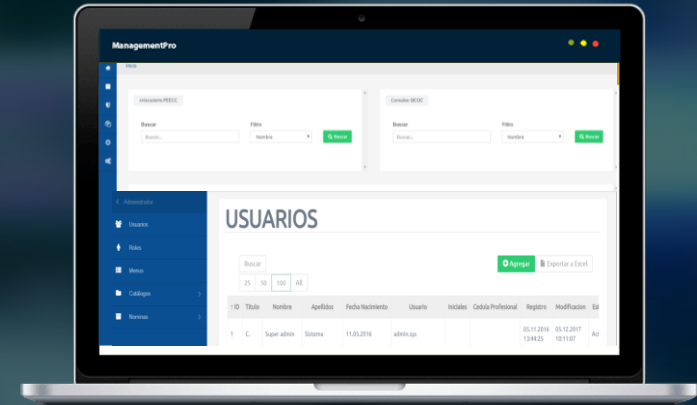 ManagementPro
Inicio
Consultas
Buscar Filtro Buscar Filtro
Buscar... Nombre Buscar Buscar... Nombre Buscar
Administrador
Usuarios
Roles
Menus
Catálogos
Nominas
USUARIOS
Buscar
Agregar Exportar a Excel
25 50 100 All
ID Titulo Nombre Apellidos Fecha Nacimiento Usuario Iniciales Cedula Profesional Registro Modificacion
1 C. Super admin Sistema 11.03.2016 admin.sys 05.11.2016 05.12.2017
13:44:25 10:11:07